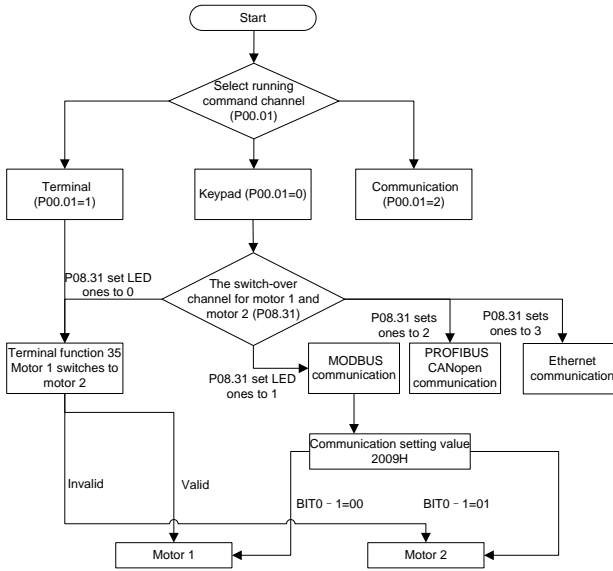 Start
Select running
command channel
(P00.01)
Terminal
(P00.01=1)
Keypad (P00.01=0)
Communication
(P00.01=2)
P08.31 set LED
ones to 0
The switch-over
channel for motor 1 and
motor 2 (P08.31)
P08.31 sets
ones to 2
P08.31 sets
ones to 3
Terminal function 35
Motor 1 switches to
motor 2
P08.31 set LED
ones to 1
MODBUS
communication
PROFIBUS
CANopen
communication
Ethernet
communication
Communication setting value
2009H
Invalid
Valid
BIT0-1=00
BIT0-1=01
Motor 1
Motor 2